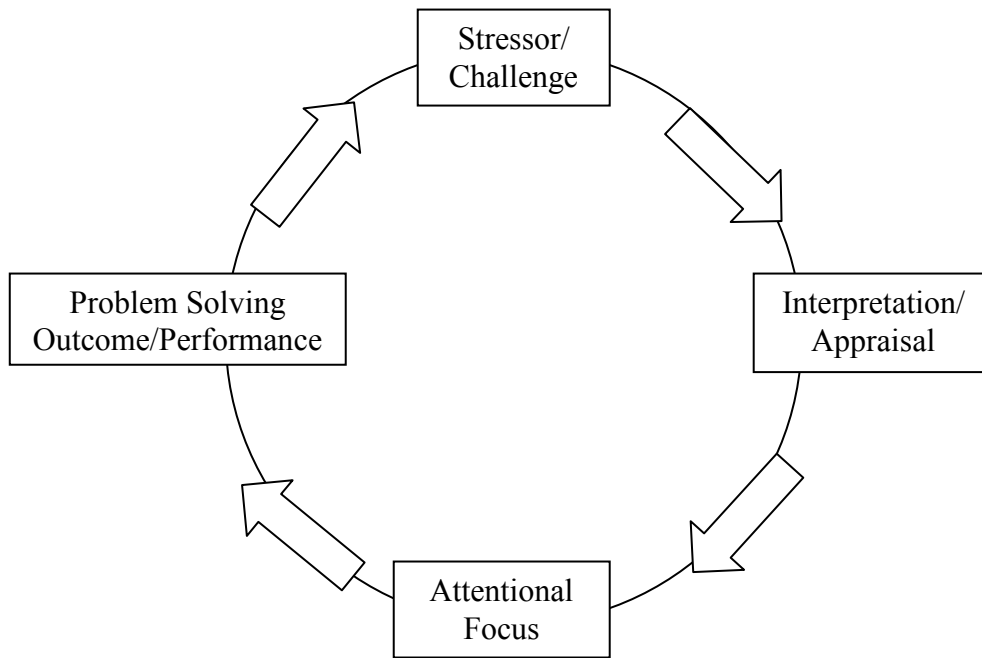 Stressor/
Challenge
Interpretation/
Appraisal
Attentional
Focus
Problem Solving
Outcome/Performance